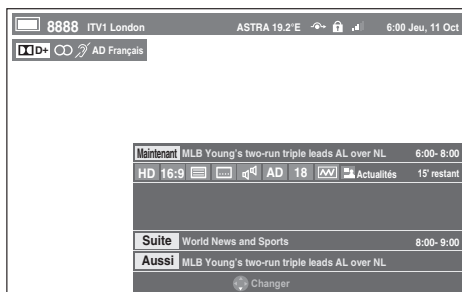 8888 ITV1 London ASTRA 19.2°E 6:00 Jeu, 11 Oct
D+ AD Français
Maintenant MLB Young's two-run triple leads AL over NL 6:00- 8:00
HD 16:9 AD 18 Actualités 15' restant
Suite World News and Sports 8:00- 9:00
Aussi MLB Young's two-run triple leads AL over NL
Changer